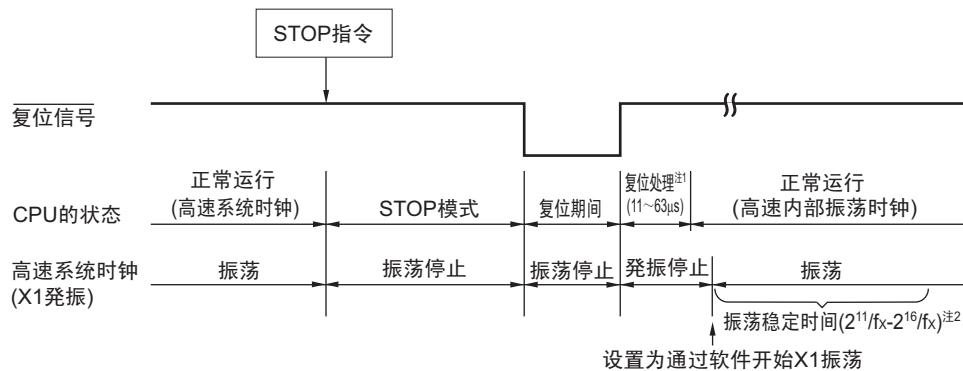 STOP指令
复位信号
CPU的状态
正常运行
(高速系统时钟)
STOP模式
复位期间
复位处理注1
(11～63μs)
正常运行
(高速内部振荡时钟)
高速系统时钟
(X1発振)
振荡
振荡停止
振荡停止
発振停止
振荡
振荡稳定时间(2^11/fX-2^16/fX)注2
设置为通过软件开始X1振荡